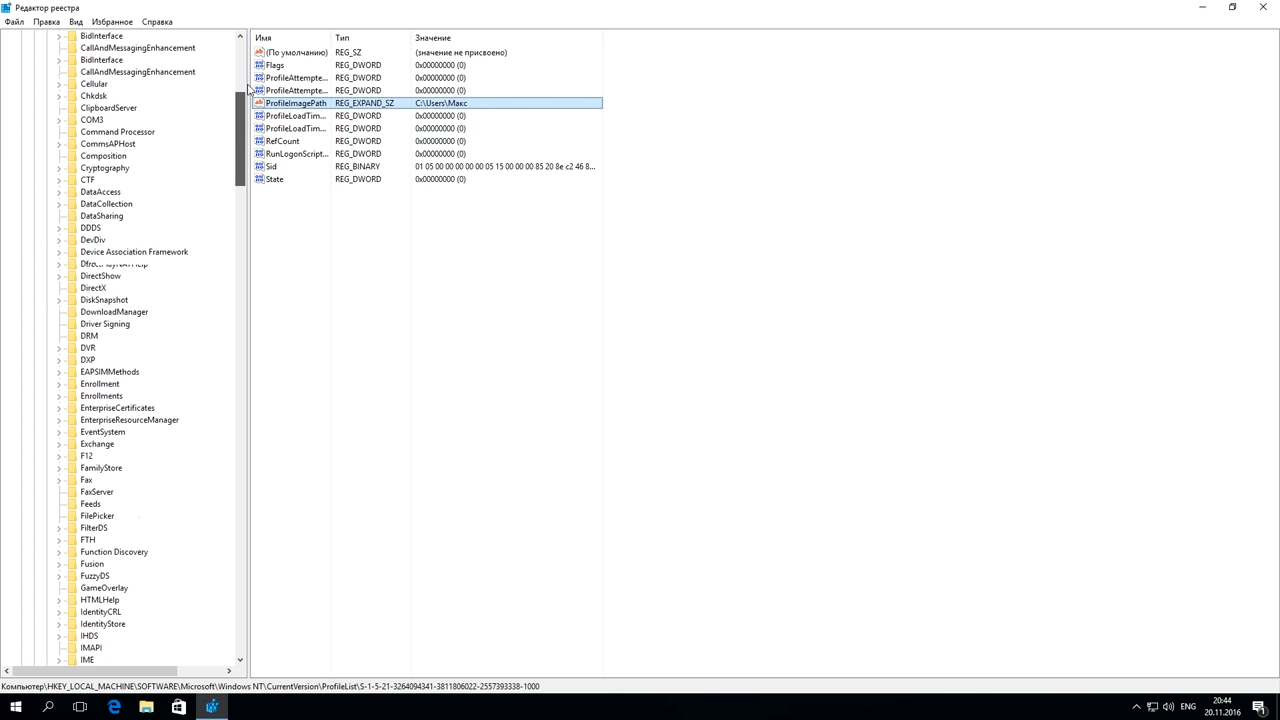 Редактор реестра
Файл Правка Вид Избранное Справка
BidInterface
CallAndMessagingEnhancement
BidInterface
CallAndMessagingEnhancement
Cellular
Chkdsk
ClipboardServer
COM3
Command Processor
CommsAPHost
Composition
Cryptography
CTF
DataAccess
DataCollection
DataSharing
DDDS
DevDiv
Device Association Framework
DirectShow
DirectX
DiskSnapshot
DownloadManager
Driver Signing
DRM
DVR
DXP
EAPSIMMethods
Enrollment
Enrollments
EnterpriseCertificates
EnterpriseResourceManager
EventSystem
Exchange
F12
FamilyStore
Fax
FaxServer
Feeds
FilePicker
FilterDS
FTH
Function Discovery
Fusion
FuzzyDS
GameOverlay
HTMLHelp
IdentityCRL
IdentityStore
IHDS
IMAPI
IME
Имя Тип Значение
(По умолчанию) REG_SZ (значение не присвоено)
Flags REG_DWORD 0x00000000 (0)
ProfileAttempte... REG_DWORD 0x00000000 (0)
ProfileAttempte... REG_DWORD 0x00000000 (0)
ProfileImagePath REG_EXPAND_SZ C:\Users\Макс
ProfileLoadTim... REG_DWORD 0x00000000 (0)
ProfileLoadTim... REG_DWORD 0x00000000 (0)
RefCount REG_DWORD 0x00000000 (0)
RunLogonScript... REG_DWORD 0x00000000 (0)
Sid REG_BINARY 01 05 00 00 00 00 00 05 15 00 00 00 85 20 8e c2 46 8...
State REG_DWORD 0x00000000 (0)
Компьютер\HKEY_LOCAL_MACHINE\SOFTWARE\Microsoft\Windows NT\CurrentVersion\ProfileList\S-1-5-21-3264094341-3811806022-2557393338-1000
ENG
20:44
20.11.2016
1